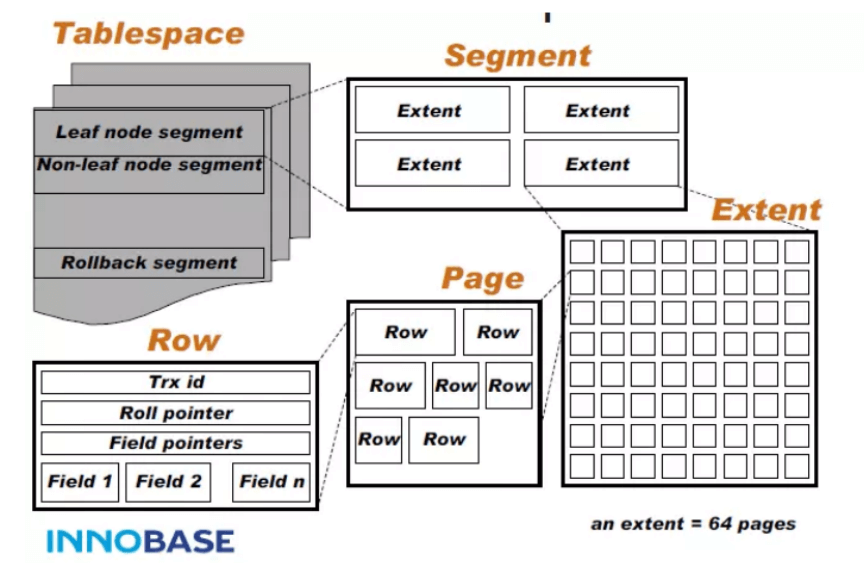 Tablespace
Segment
Leaf node segment
Non-leaf node segment
Rollback segment
Extent
Extent
Extent
Extent
Extent
Page
Row
Row
Row
Row
Row
Row
Row
Row
Trx id
Roll pointer
Field pointers
Field 1
Field 2
Field n
an extent = 64 pages
INNOBASE